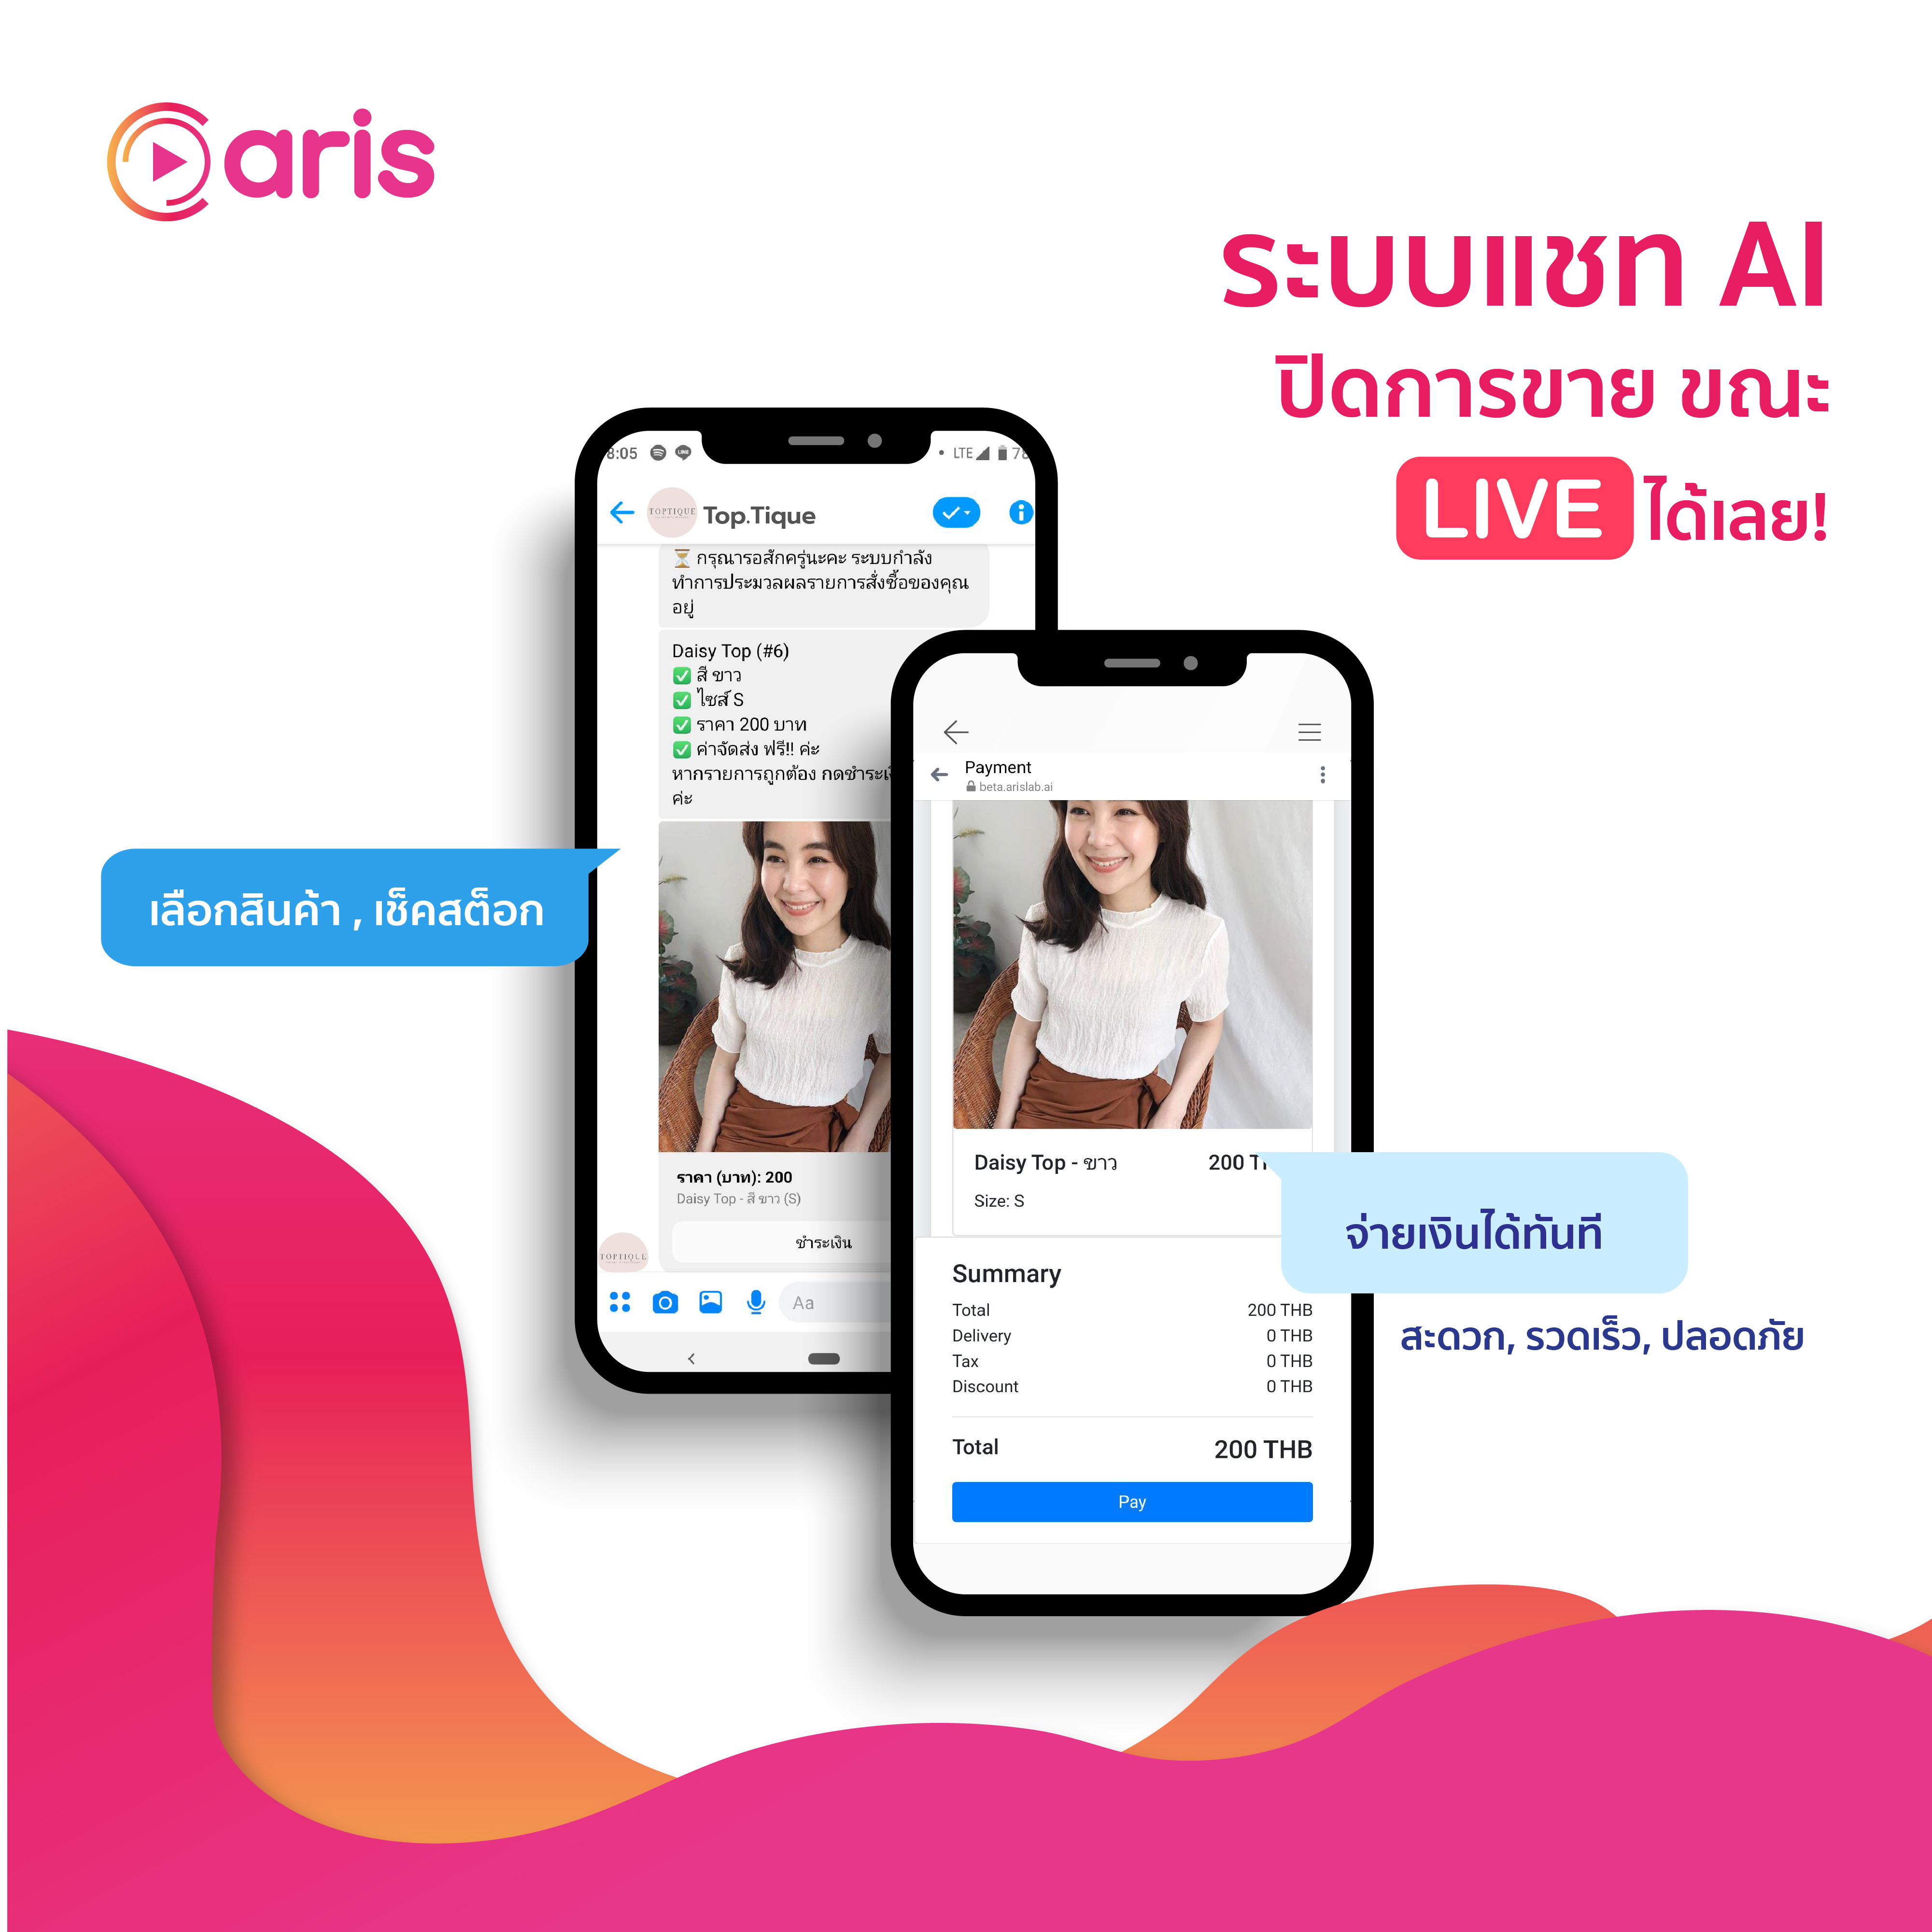 aris
ระบบแชท AI
ปิดการขาย ขณะ
LIVE ได้เลย!
8:05
LTE
TOPTIQUE
Top.Tique
⏳ กรุณารอสักครู่นะคะ ระบบกำลัง
ทำการประมวลผลรายการสั่งซื้อของคุณ
อยู่
Daisy Top (#6)
✅ สี ขาว
✅ ไซส์ S
✅ ราคา 200 บาท
✅ ค่าจัดส่ง ฟรี!! ค่ะ
หากรายการถูกต้อง กดชำระ
ค่ะ
ราคา (บาท): 200
Daisy Top - สี ขาว (S)
ชำระเงิน
Aa
เลือกสินค้า , เช็คสต็อก
Payment
beta.arislab.ai
Daisy Top - ขาว 200
Size: S
Summary
Total 200 THB
Delivery 0 THB
Tax 0 THB
Discount 0 THB
Total 200 THB
Pay
จ่ายเงินได้ทันที
สะดวก, รวดเร็ว, ปลอดภัย